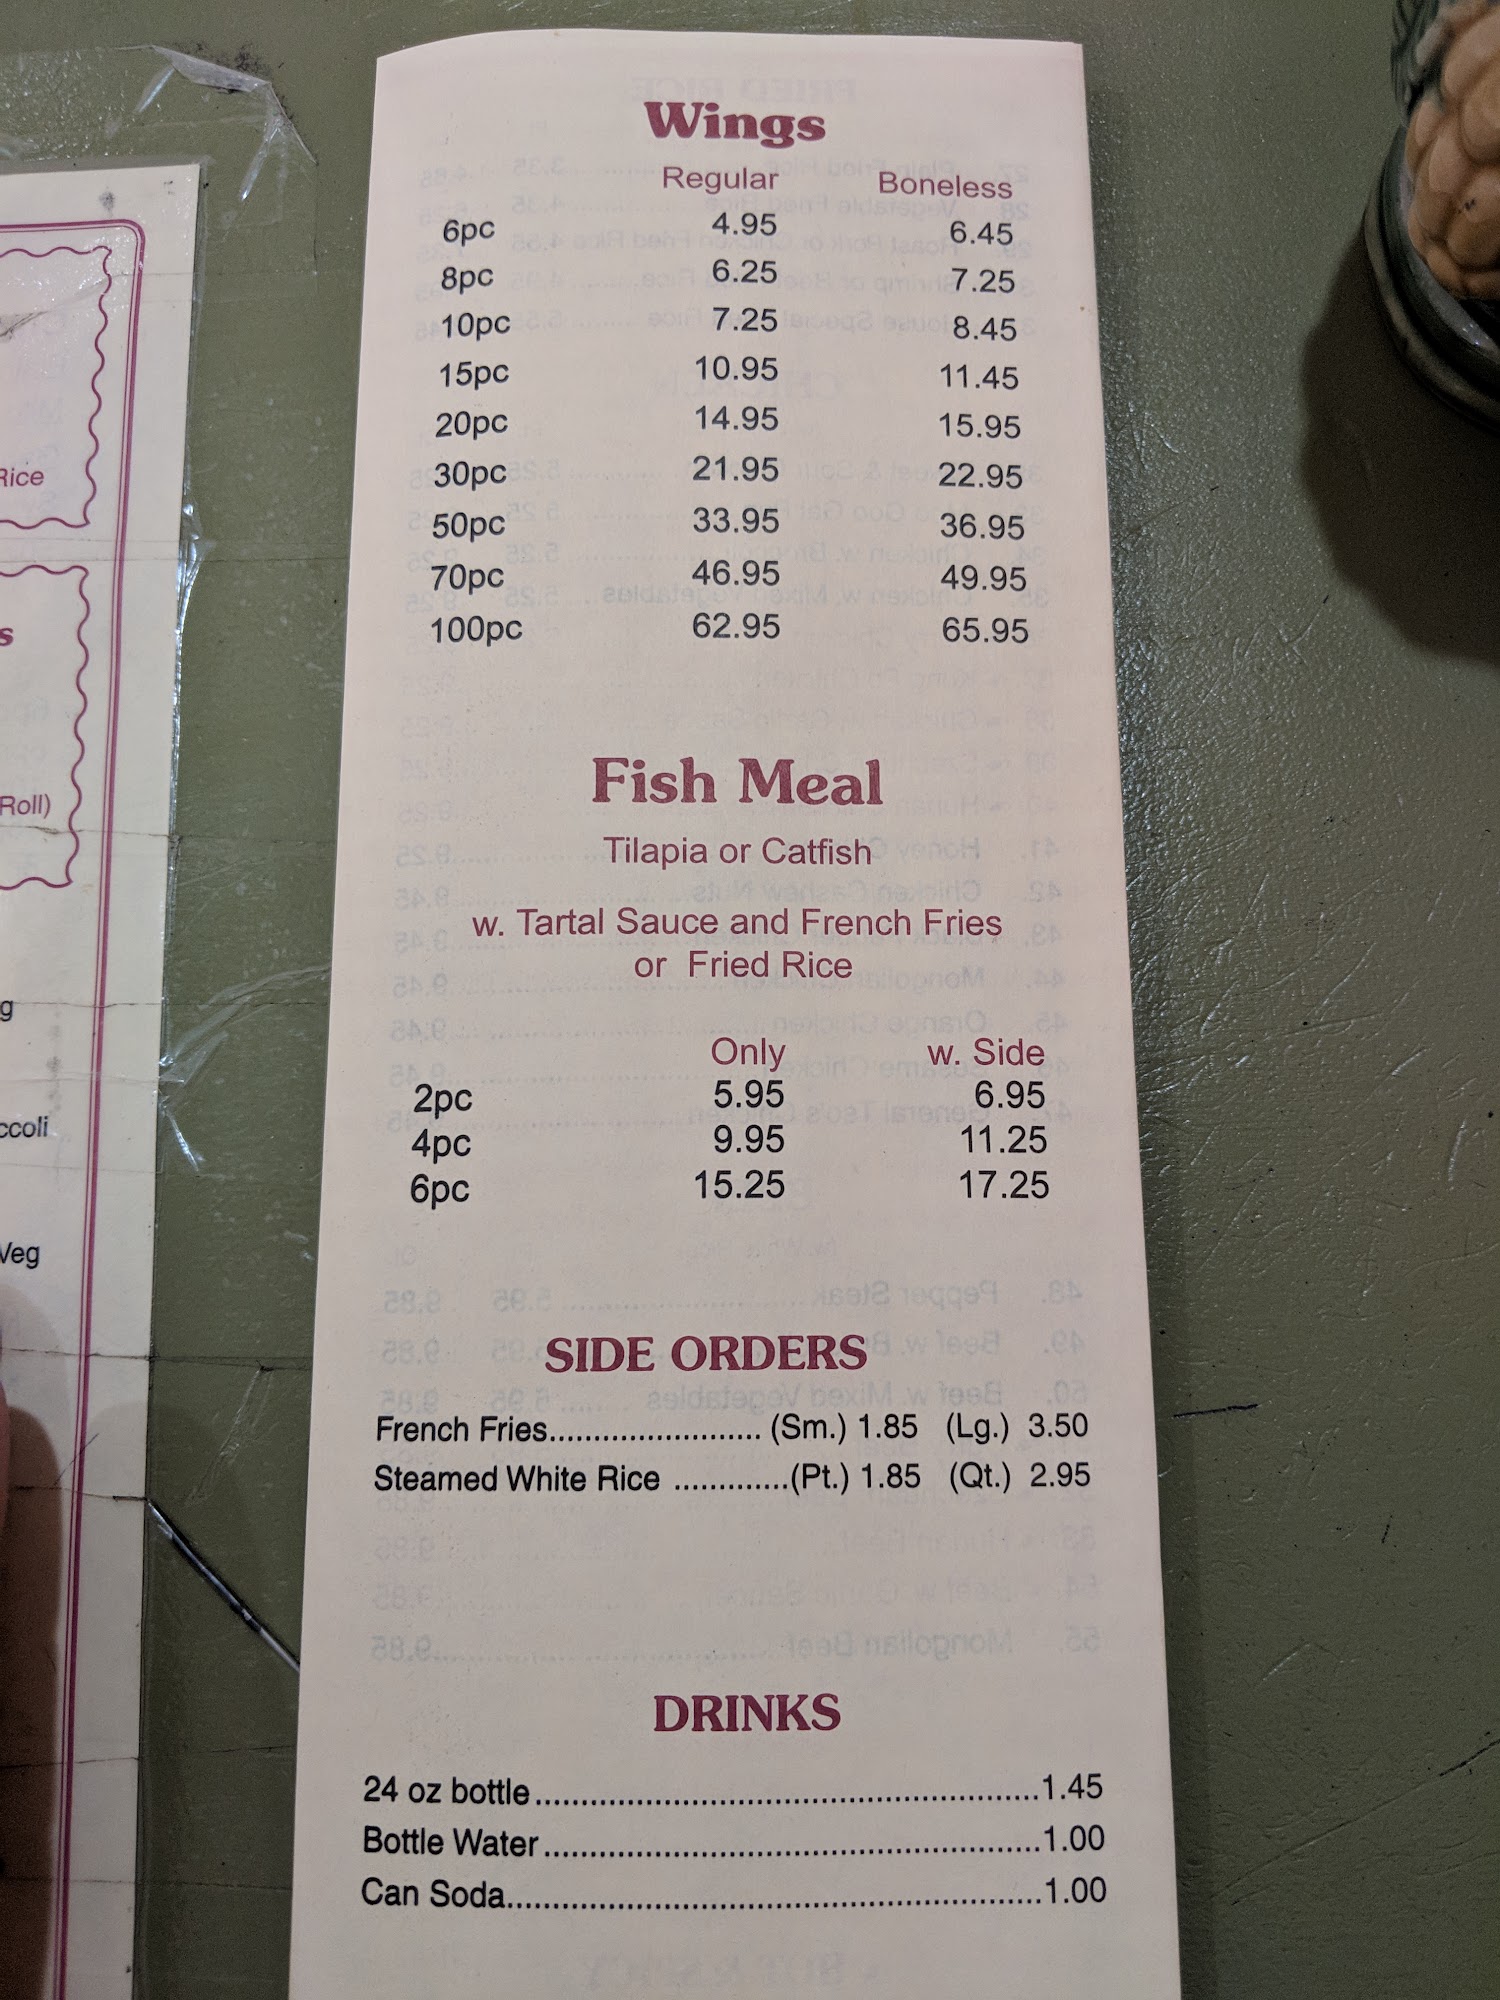 Wings
Regular Boneless
6pc 4.95 6.45
8pc 6.25 7.25
10pc 7.25 8.45
15pc 10.95 11.45
20pc 14.95 15.95
30pc 21.95 22.95
50pc 33.95 36.95
70pc 46.95 49.95
100pc 62.95 65.95
Fish Meal
Tilapia or Catfish
w. Tartal Sauce and French Fries
or Fried Rice
Only w. Side
2pc 5.95 6.95
4pc 9.95 11.25
6pc 15.25 17.25
SIDE ORDERS
French Fries........................ (Sm.) 1.85 (Lg.) 3.50
Steamed White Rice .............(Pt.) 1.85 (Qt.) 2.95
DRINKS
24 oz bottle........................................................1.45
Bottle Water.......................................................1.00
Can Soda...........................................................1.00
Rice
Roll)
Veg